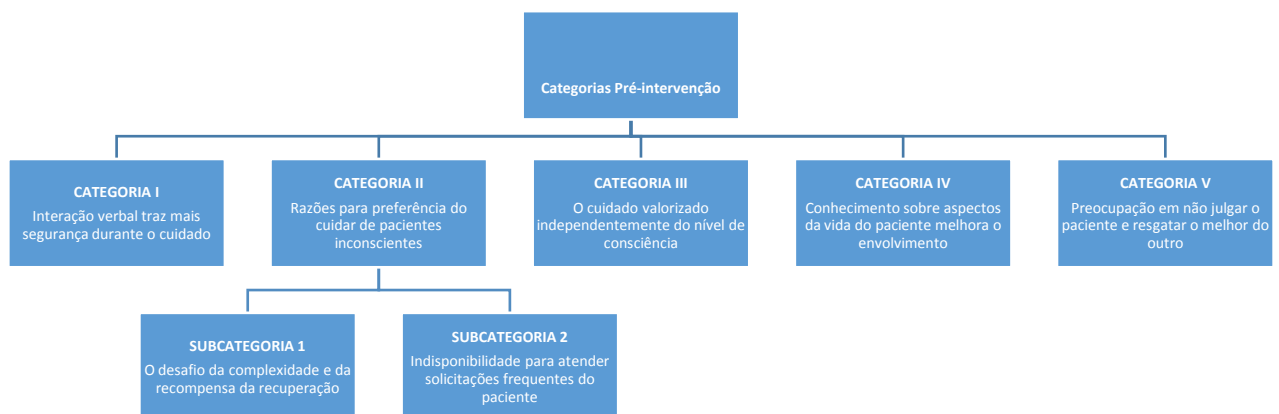 Categorias Pré-intervenção
CATEGORIA I
Interação verbal traz mais
segurança durante o cuidado
CATEGORIA II
Razões para preferência do
cuidar de pacientes
inconscientes
CATEGORIA III
O cuidado valorizado
independentemente do nível de
consciência
CATEGORIA IV
Conhecimento sobre aspectos
da vida do paciente melhora o
envolvimento
CATEGORIA V
Preocupação em não julgar o
paciente e resgatar o melhor do
outro
SUBCATEGORIA 1
O desafio da complexidade e da
recompensa da recuperação
SUBCATEGORIA 2
Indisponibilidade para atender
solicitações frequentes do
paciente